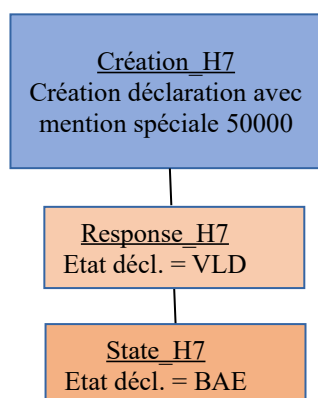 Création_H7
Création déclaration avec
mention spéciale 50000
Response_H7
Etat décl. = VLD
State_H7
Etat décl. = BAE